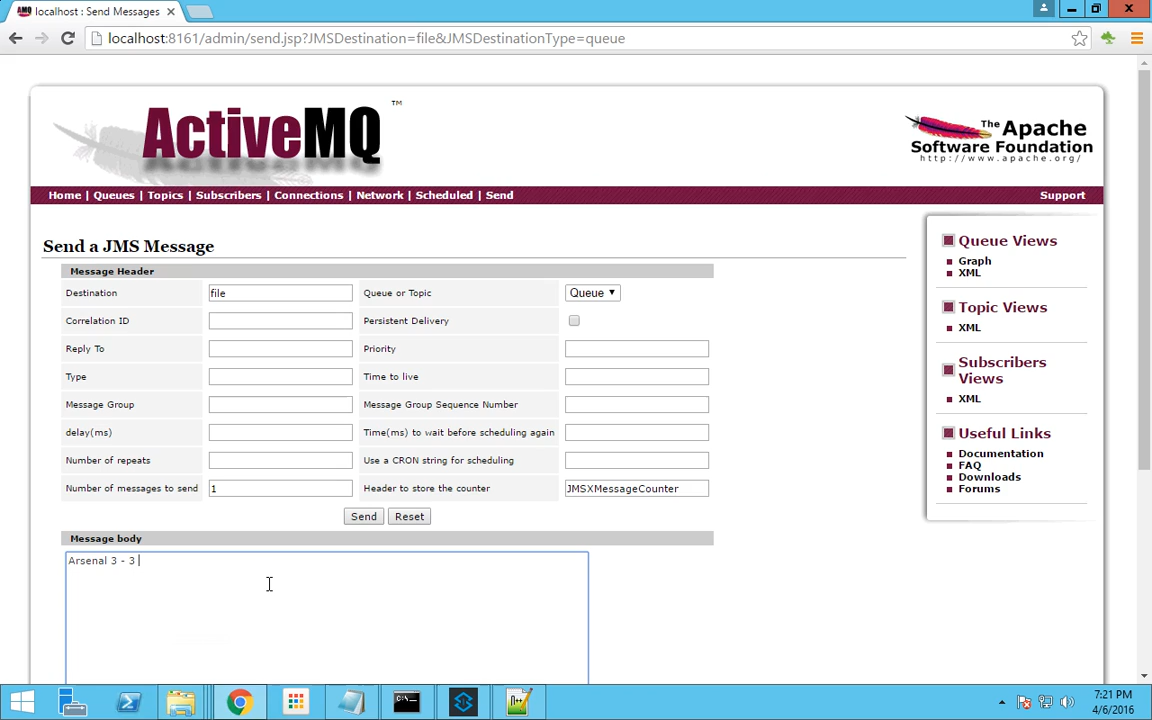 AMQ localhost : Send Messages
localhost:8161/admin/send.jsp?JMSDestination=file&JMSDestinationType=queue
ActiveMQ™
The Apache
Software Foundation
http://www.apache.org/
Home | Queues | Topics | Subscribers | Connections | Network | Scheduled | Send
Support
Send a JMS Message
Message Header
Destination file Queue or Topic Queue
Correlation ID Persistent Delivery
Reply To Priority
Type Time to live
Message Group Message Group Sequence Number
delay(ms) Time(ms) to wait before scheduling again
Number of repeats Use a CRON string for scheduling
Number of messages to send 1 Header to store the counter JMSXMessageCounter
Send Reset
Message body
Arsenal 3 - 3
Queue Views
Graph
XML
Topic Views
XML
Subscribers
Views
XML
Useful Links
Documentation
FAQ
Downloads
Forums
7:21 PM
4/6/2016